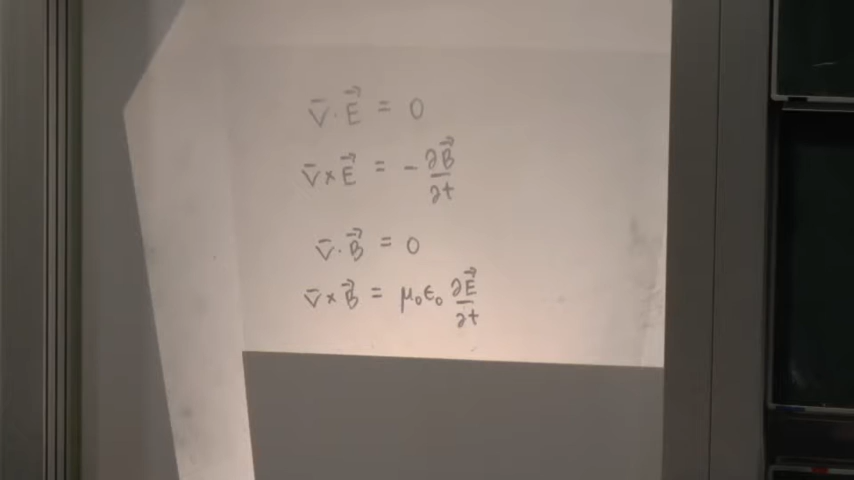 ∇·E⃗ = 0
∇×E⃗ = -∂B⃗/∂t
∇·B⃗ = 0
∇×B⃗ = μ₀ε₀ ∂E⃗/∂t